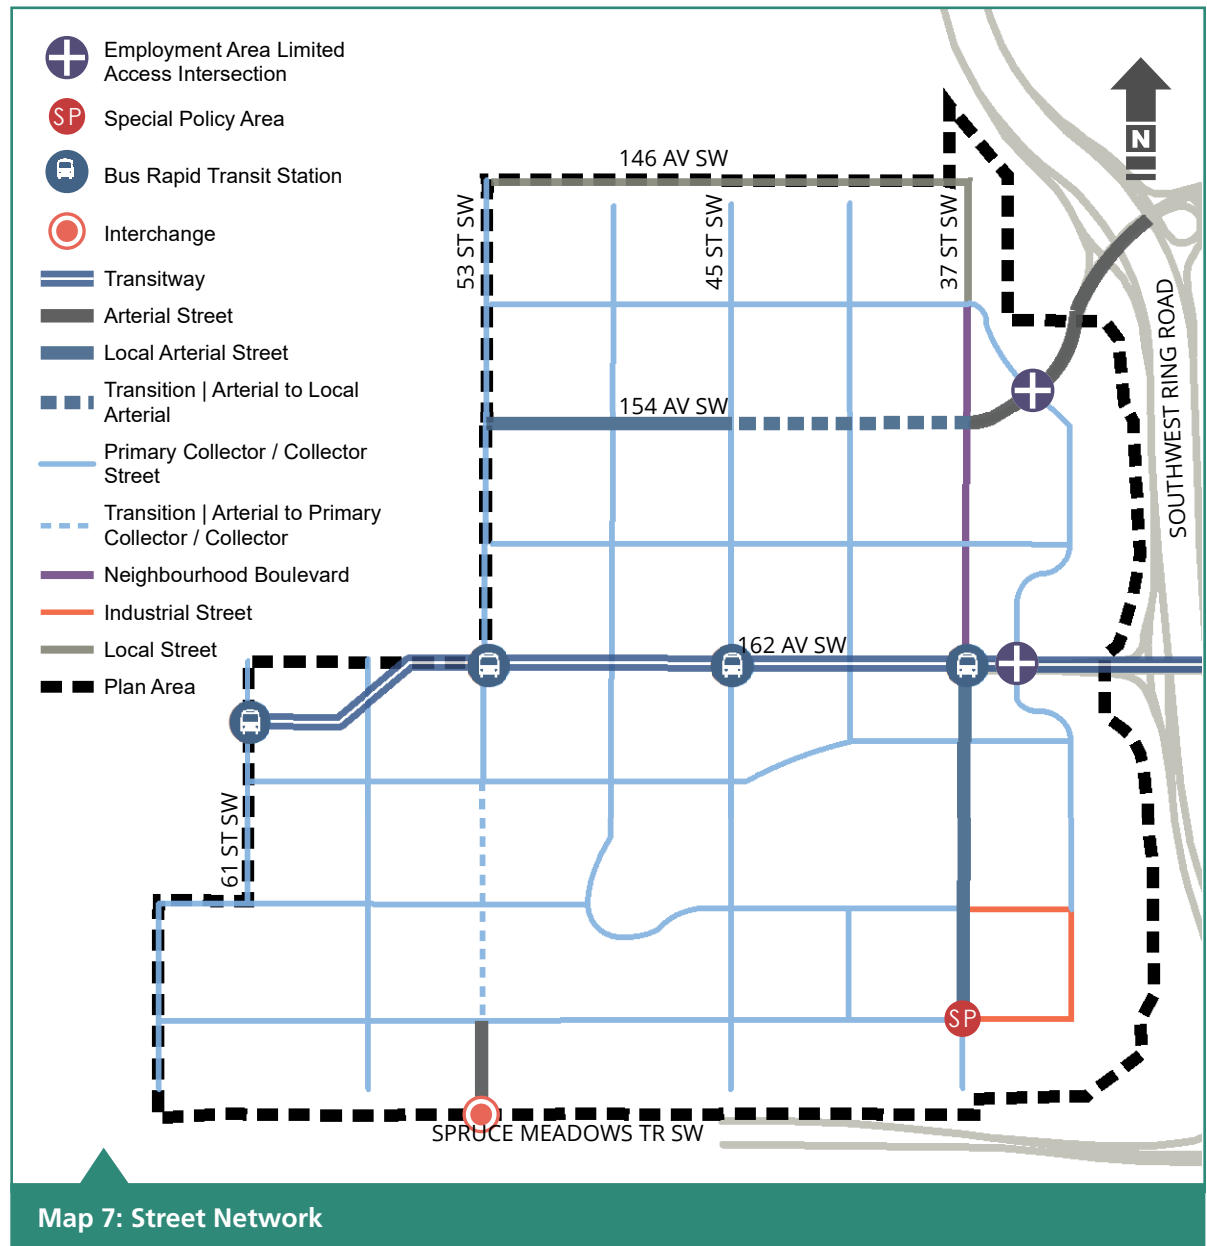 Employment Area Limited
Access Intersection
SP
Special Policy Area
Bus Rapid Transit Station
Interchange
Transitway
Arterial Street
Local Arterial Street
Transition | Arterial to Local
Arterial
Primary Collector / Collector
Street
Transition | Arterial to Primary
Collector / Collector
Neighbourhood Boulevard
Industrial Street
Local Street
Plan Area
N
146 AV SW
53 ST SW
45 ST SW
37 ST SW
SOUTHWEST RING ROAD
154 AV SW
162 AV SW
61 ST SW
SP
SPRUCE MEADOWS TR SW
Map 7: Street Network